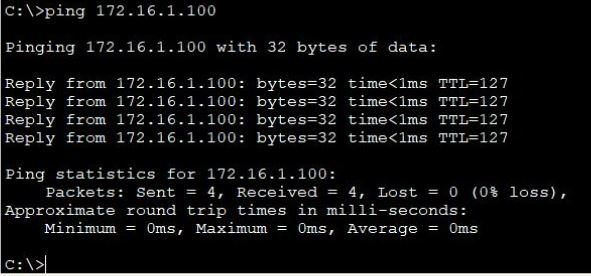 C:\>ping 172.16.1.100
Pinging 172.16.1.100 with 32 bytes of data:
Reply from 172.16.1.100: bytes=32 time<1ms TTL=127
Reply from 172.16.1.100: bytes=32 time<1ms TTL=127
Reply from 172.16.1.100: bytes=32 time<1ms TTL=127
Reply from 172.16.1.100: bytes=32 time<1ms TTL=127
Ping statistics for 172.16.1.100:
    Packets: Sent = 4, Received = 4, Lost = 0 (0% loss),
Approximate round trip times in milli-seconds:
    Minimum = 0ms, Maximum = 0ms, Average = 0ms
C:\>